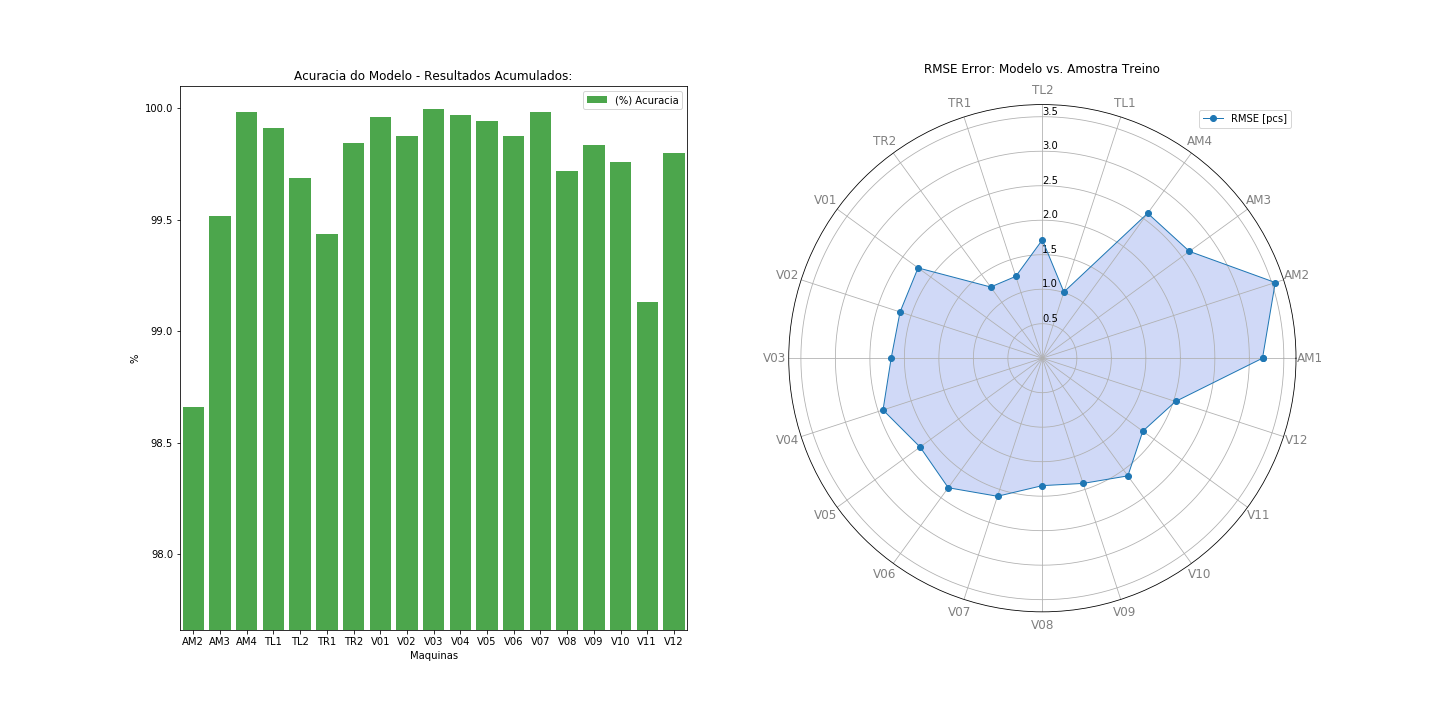 Acuracia do Modelo - Resultados Acumulados:
(%) Acuracia
100.0
99.5
99.0
98.5
98.0
%
AM2 AM3 AM4 TL1 TL2 TR1 TR2 V01 V02 V03 V04 V05 V06 V07 V08 V09 V10 V11 V12
Maquinas
RMSE Error: Modelo vs. Amostra Treino
RMSE [pcs]
TL2
TR1
TL1
TR2
AM4
V01
AM3
V02
AM2
V03
AM1
V04
V12
V05
V11
V06
V10
V07
V09
V08
3.5
3.0
2.5
2.0
1.5
1.0
0.5